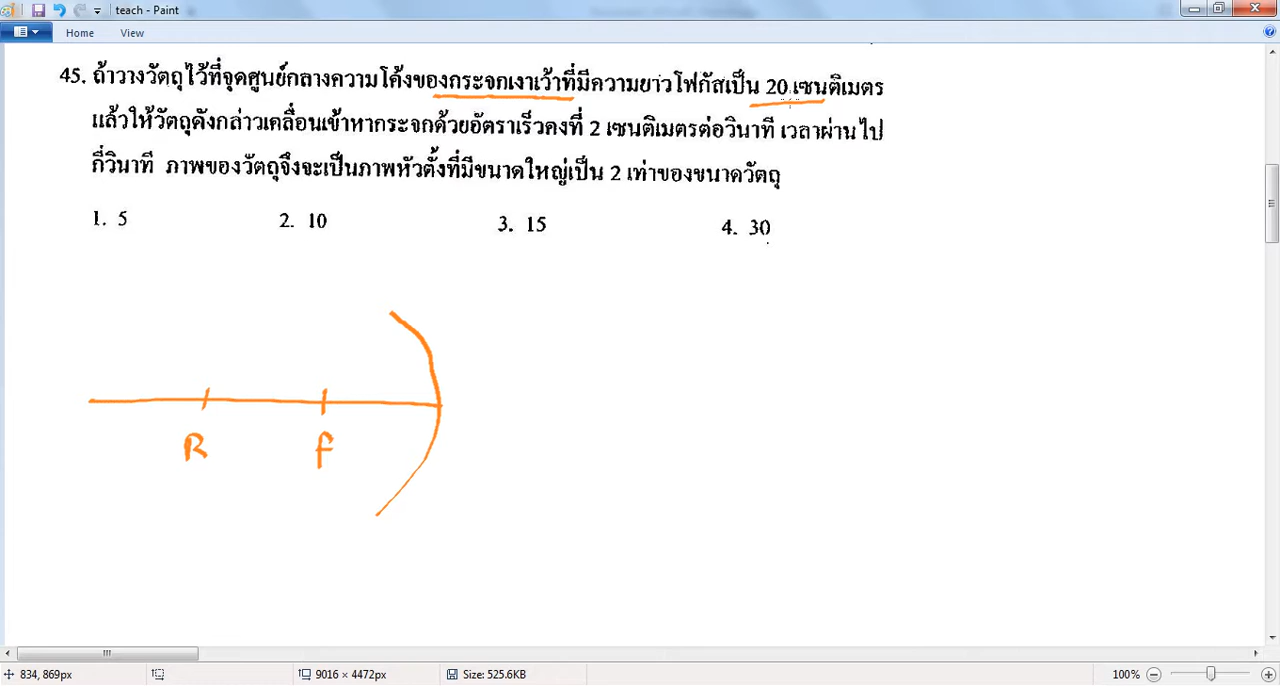 teach - Paint
Home View
45. ถ้าวางวัตถุไว้ที่จุดศูนย์กลางความโค้งของกระจกเงาเว้าที่มีความยาวโฟกัสเป็น 20 เซนติเมตร
แล้วให้วัตถุดังกล่าวเคลื่อนเข้าหากระจกด้วยอัตราเร็วคงที่ 2 เซนติเมตรต่อวินาที เวลาผ่านไป
กี่วินาที ภาพของวัตถุจึงจะเป็นภาพหัวตั้งที่มีขนาดใหญ่เป็น 2 เท่าของขนาดวัตถุ
1. 5 2. 10 3. 15 4. 30
R F
834, 869px 9016 × 4472px Size: 525.6KB 100%